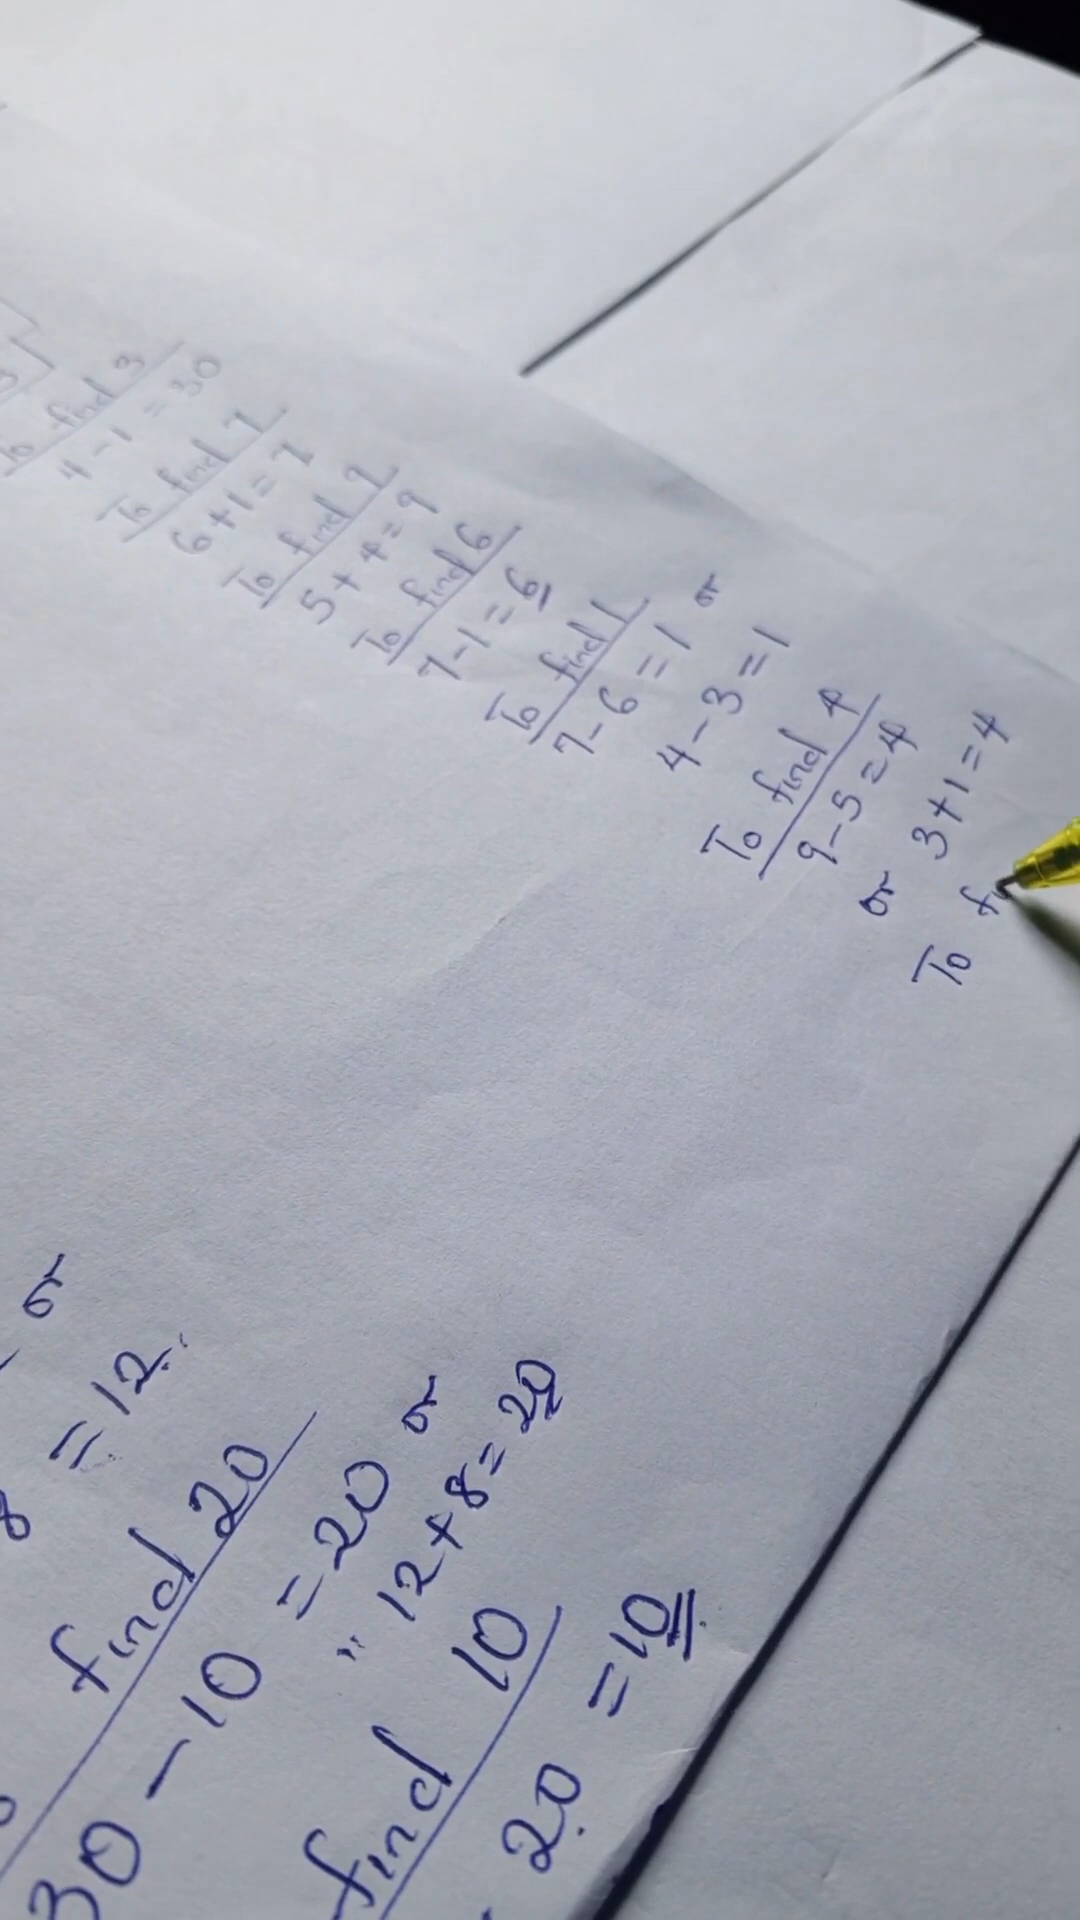 3
To find 3
4 - 1 = 30
To find 7
6 + 1 = 7
To find 9
5 + 4 = 9
To find 6
7 - 1 = 6
To find 1
7 - 6 = 1 or
4 - 3 = 1
To find 4
9 - 5 = 4
or 3 + 1 = 4
To f
or
8 = 12
find 20
30 - 10 = 20 or
" 12 + 8 = 20
find 10
- 20 = 10